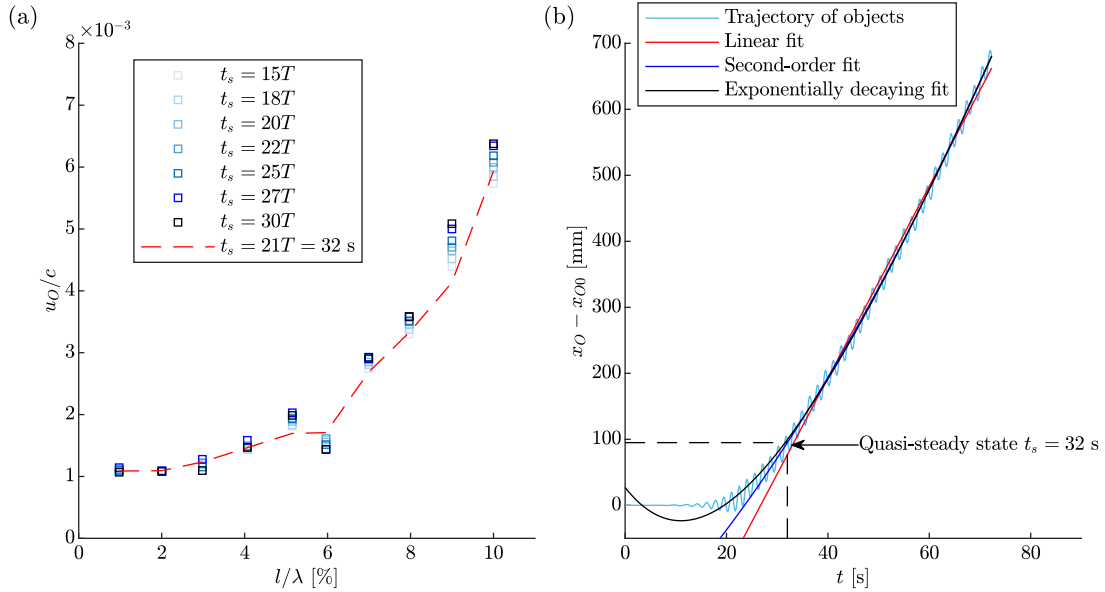 (a)
×10⁻³
8
7
6
5
4
3
2
1
0
u_O/c
0 2 4 6 8 10
l/λ [%]
t_s = 15T
t_s = 18T
t_s = 20T
t_s = 22T
t_s = 25T
t_s = 27T
t_s = 30T
t_s = 21T = 32 s
(b)
Trajectory of objects
Linear fit
Second-order fit
Exponentially decaying fit
700
600
500
400
300
200
100
0
x_O − x_O0 [mm]
Quasi-steady state t_s = 32 s
0 20 40 60 80
t [s]